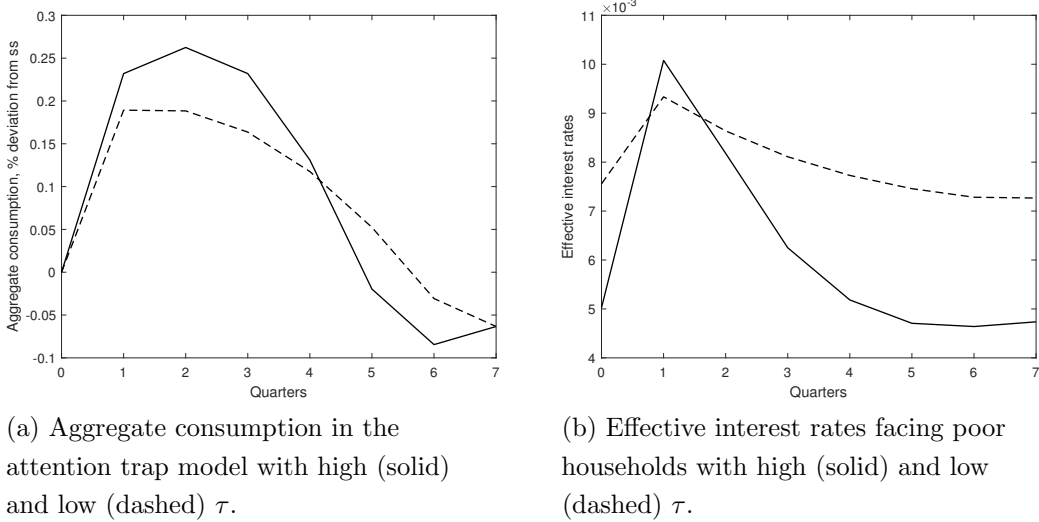 0.3
0.25
0.2
0.15
0.1
0.05
0
-0.05
-0.1
Aggregate consumption, % deviation from ss
0 1 2 3 4 5 6 7
Quarters
×10⁻³
11
10
9
8
7
6
5
4
Effective interest rates
0 1 2 3 4 5 6 7
Quarters
(a) Aggregate consumption in the
attention trap model with high (solid)
and low (dashed) τ.
(b) Effective interest rates facing poor
households with high (solid) and low
(dashed) τ.